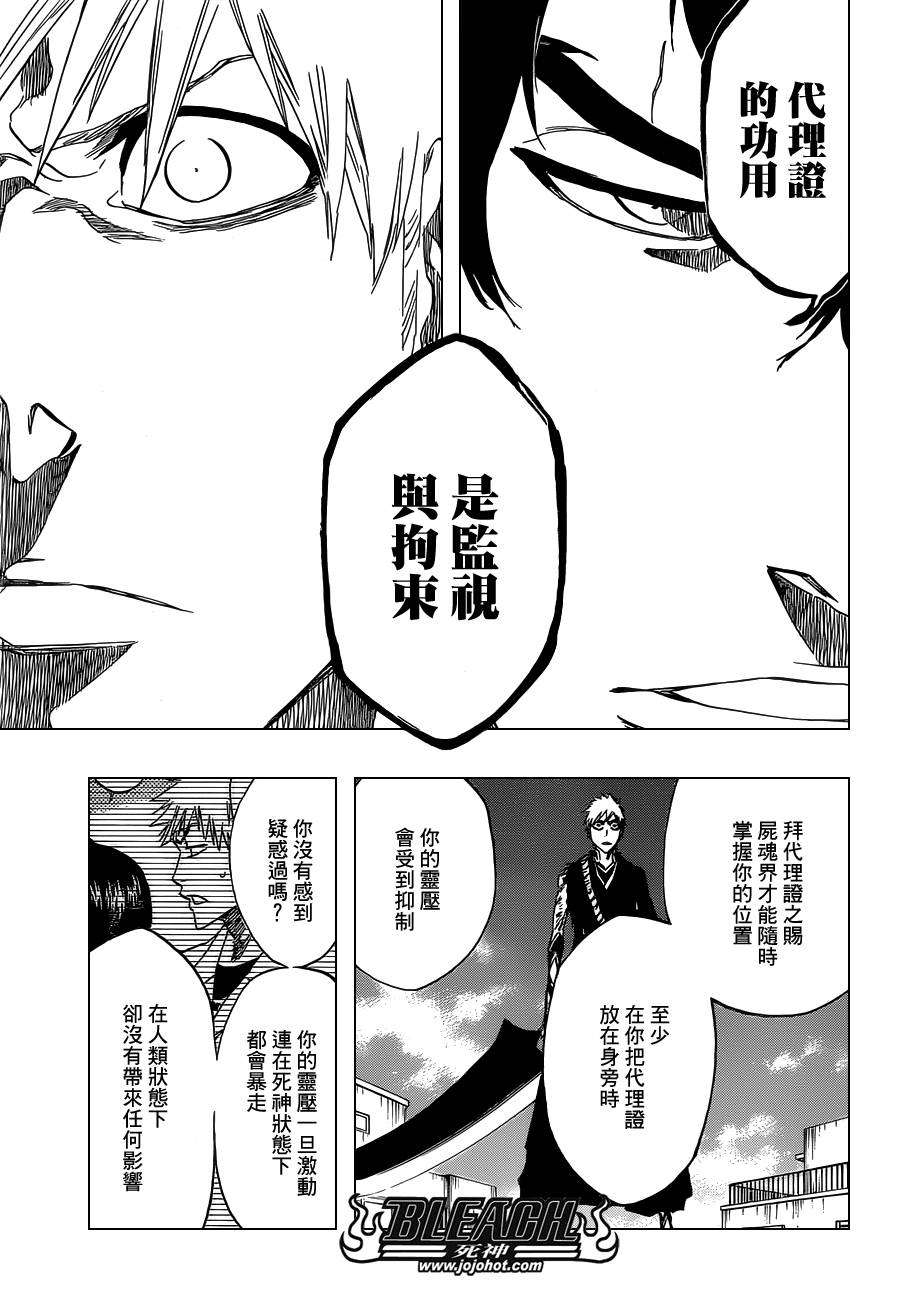 代理證
的功用
是監視
與拘束
拜代理證之賜
屍魂界才能隨時
掌握你的位置
至少
在你把代理證
放在身旁時
你的靈壓
會受到抑制
你沒有感到
疑惑過嗎?
你的靈壓一旦激動
連在死神狀態下
都會暴走
在人類狀態下
卻沒有帶來任何影響
BLEACH
死神
www.jojohot.com